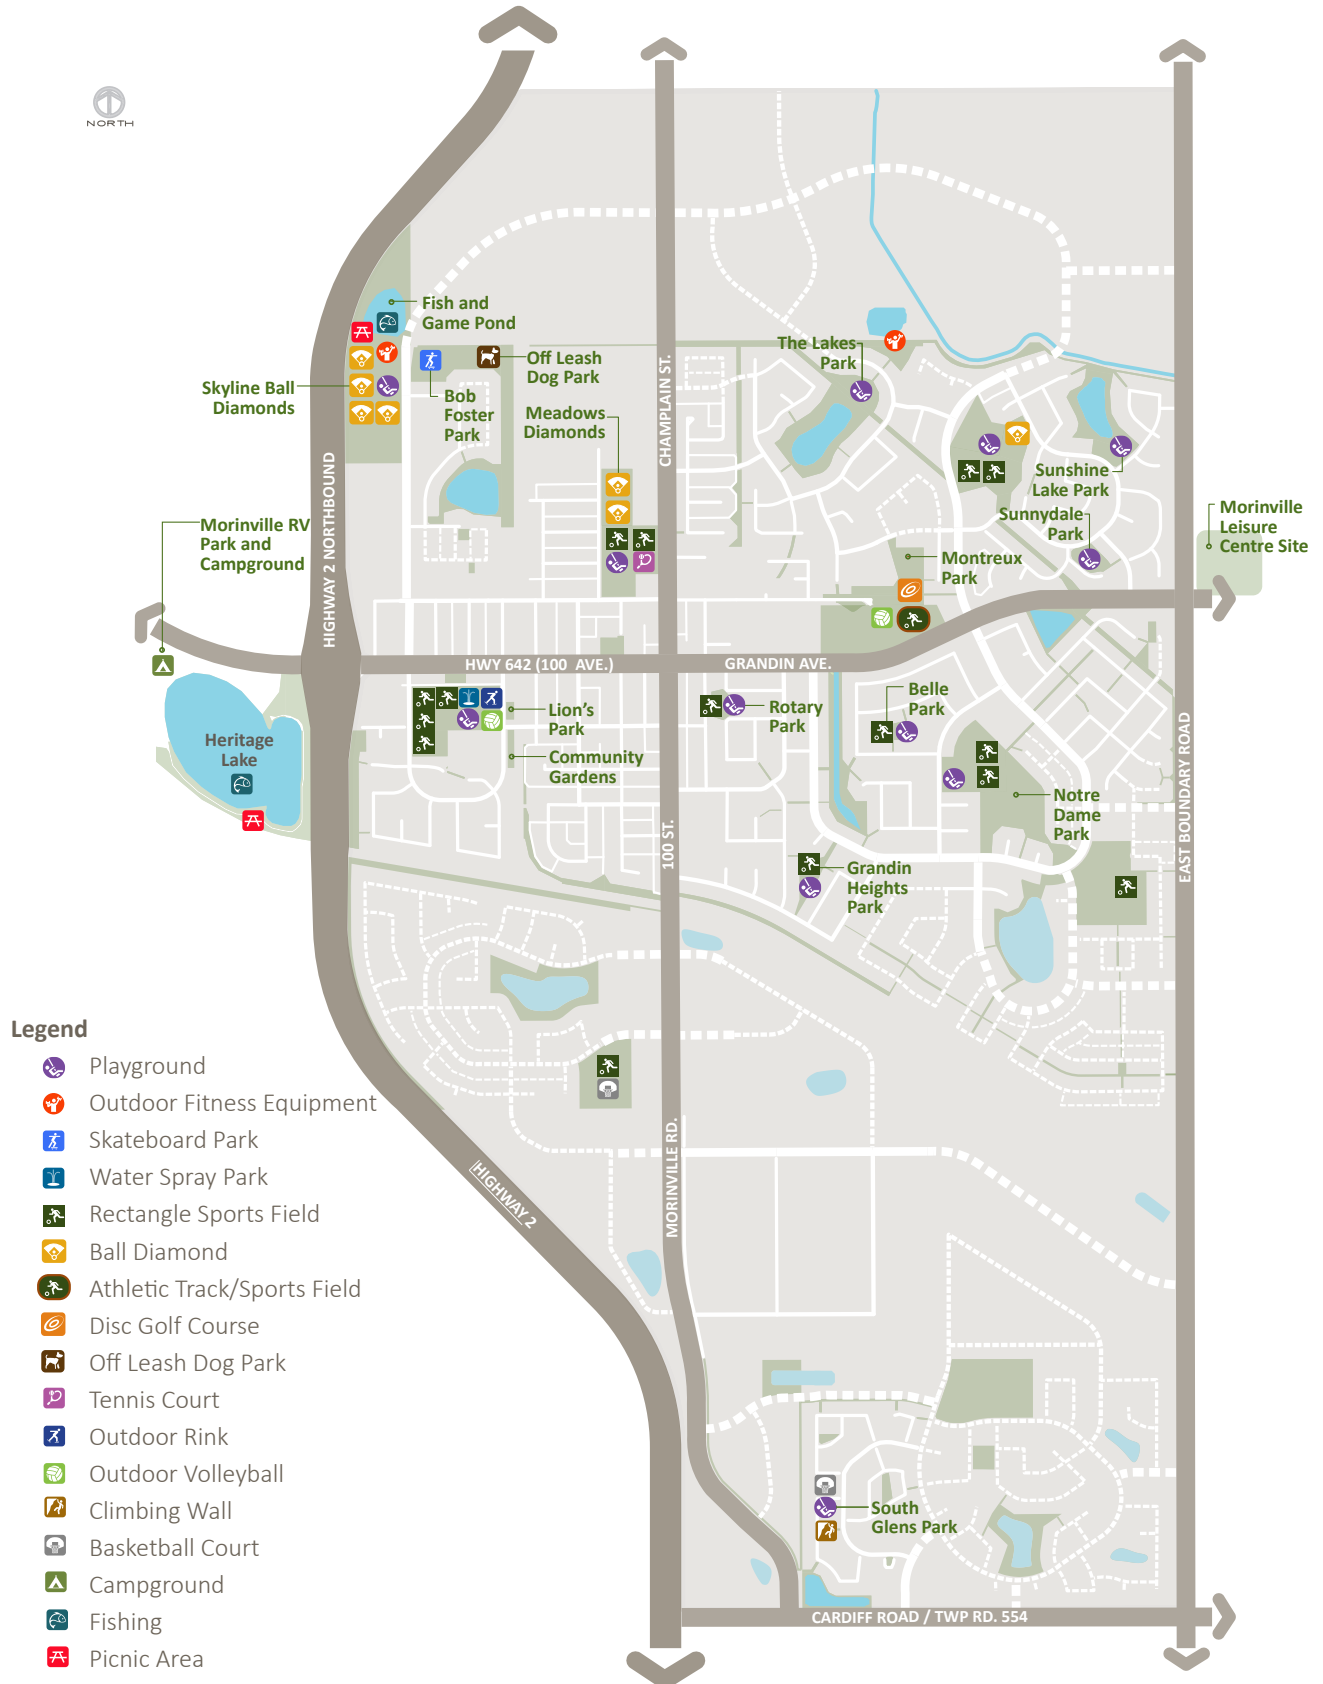 NORTH
Fish and
Game Pond
Off Leash
Dog Park
Skyline Ball
Diamonds
Bob
Foster
Park
Meadows
Diamonds
CHAMPLAIN ST.
The Lakes
Park
Sunshine
Lake Park
Sunnydale
Park
Morinville
Leisure
Centre Site
Morinville RV
Park and
Campground
HIGHWAY 2 NORTHBOUND
Montreux
Park
HWY 642 (100 AVE.)
GRANDIN AVE.
Lion's
Park
Community
Gardens
Rotary
Park
Belle
Park
Heritage
Lake
Notre
Dame
Park
EAST BOUNDARY ROAD
100 ST.
Grandin
Heights
Park
MORINVILLE RD.
HIGHWAY 2
South
Glens Park
CARDIFF ROAD / TWP RD. 554
Legend
Playground
Outdoor Fitness Equipment
Skateboard Park
Water Spray Park
Rectangle Sports Field
Ball Diamond
Athletic Track/Sports Field
Disc Golf Course
Off Leash Dog Park
Tennis Court
Outdoor Rink
Outdoor Volleyball
Climbing Wall
Basketball Court
Campground
Fishing
Picnic Area